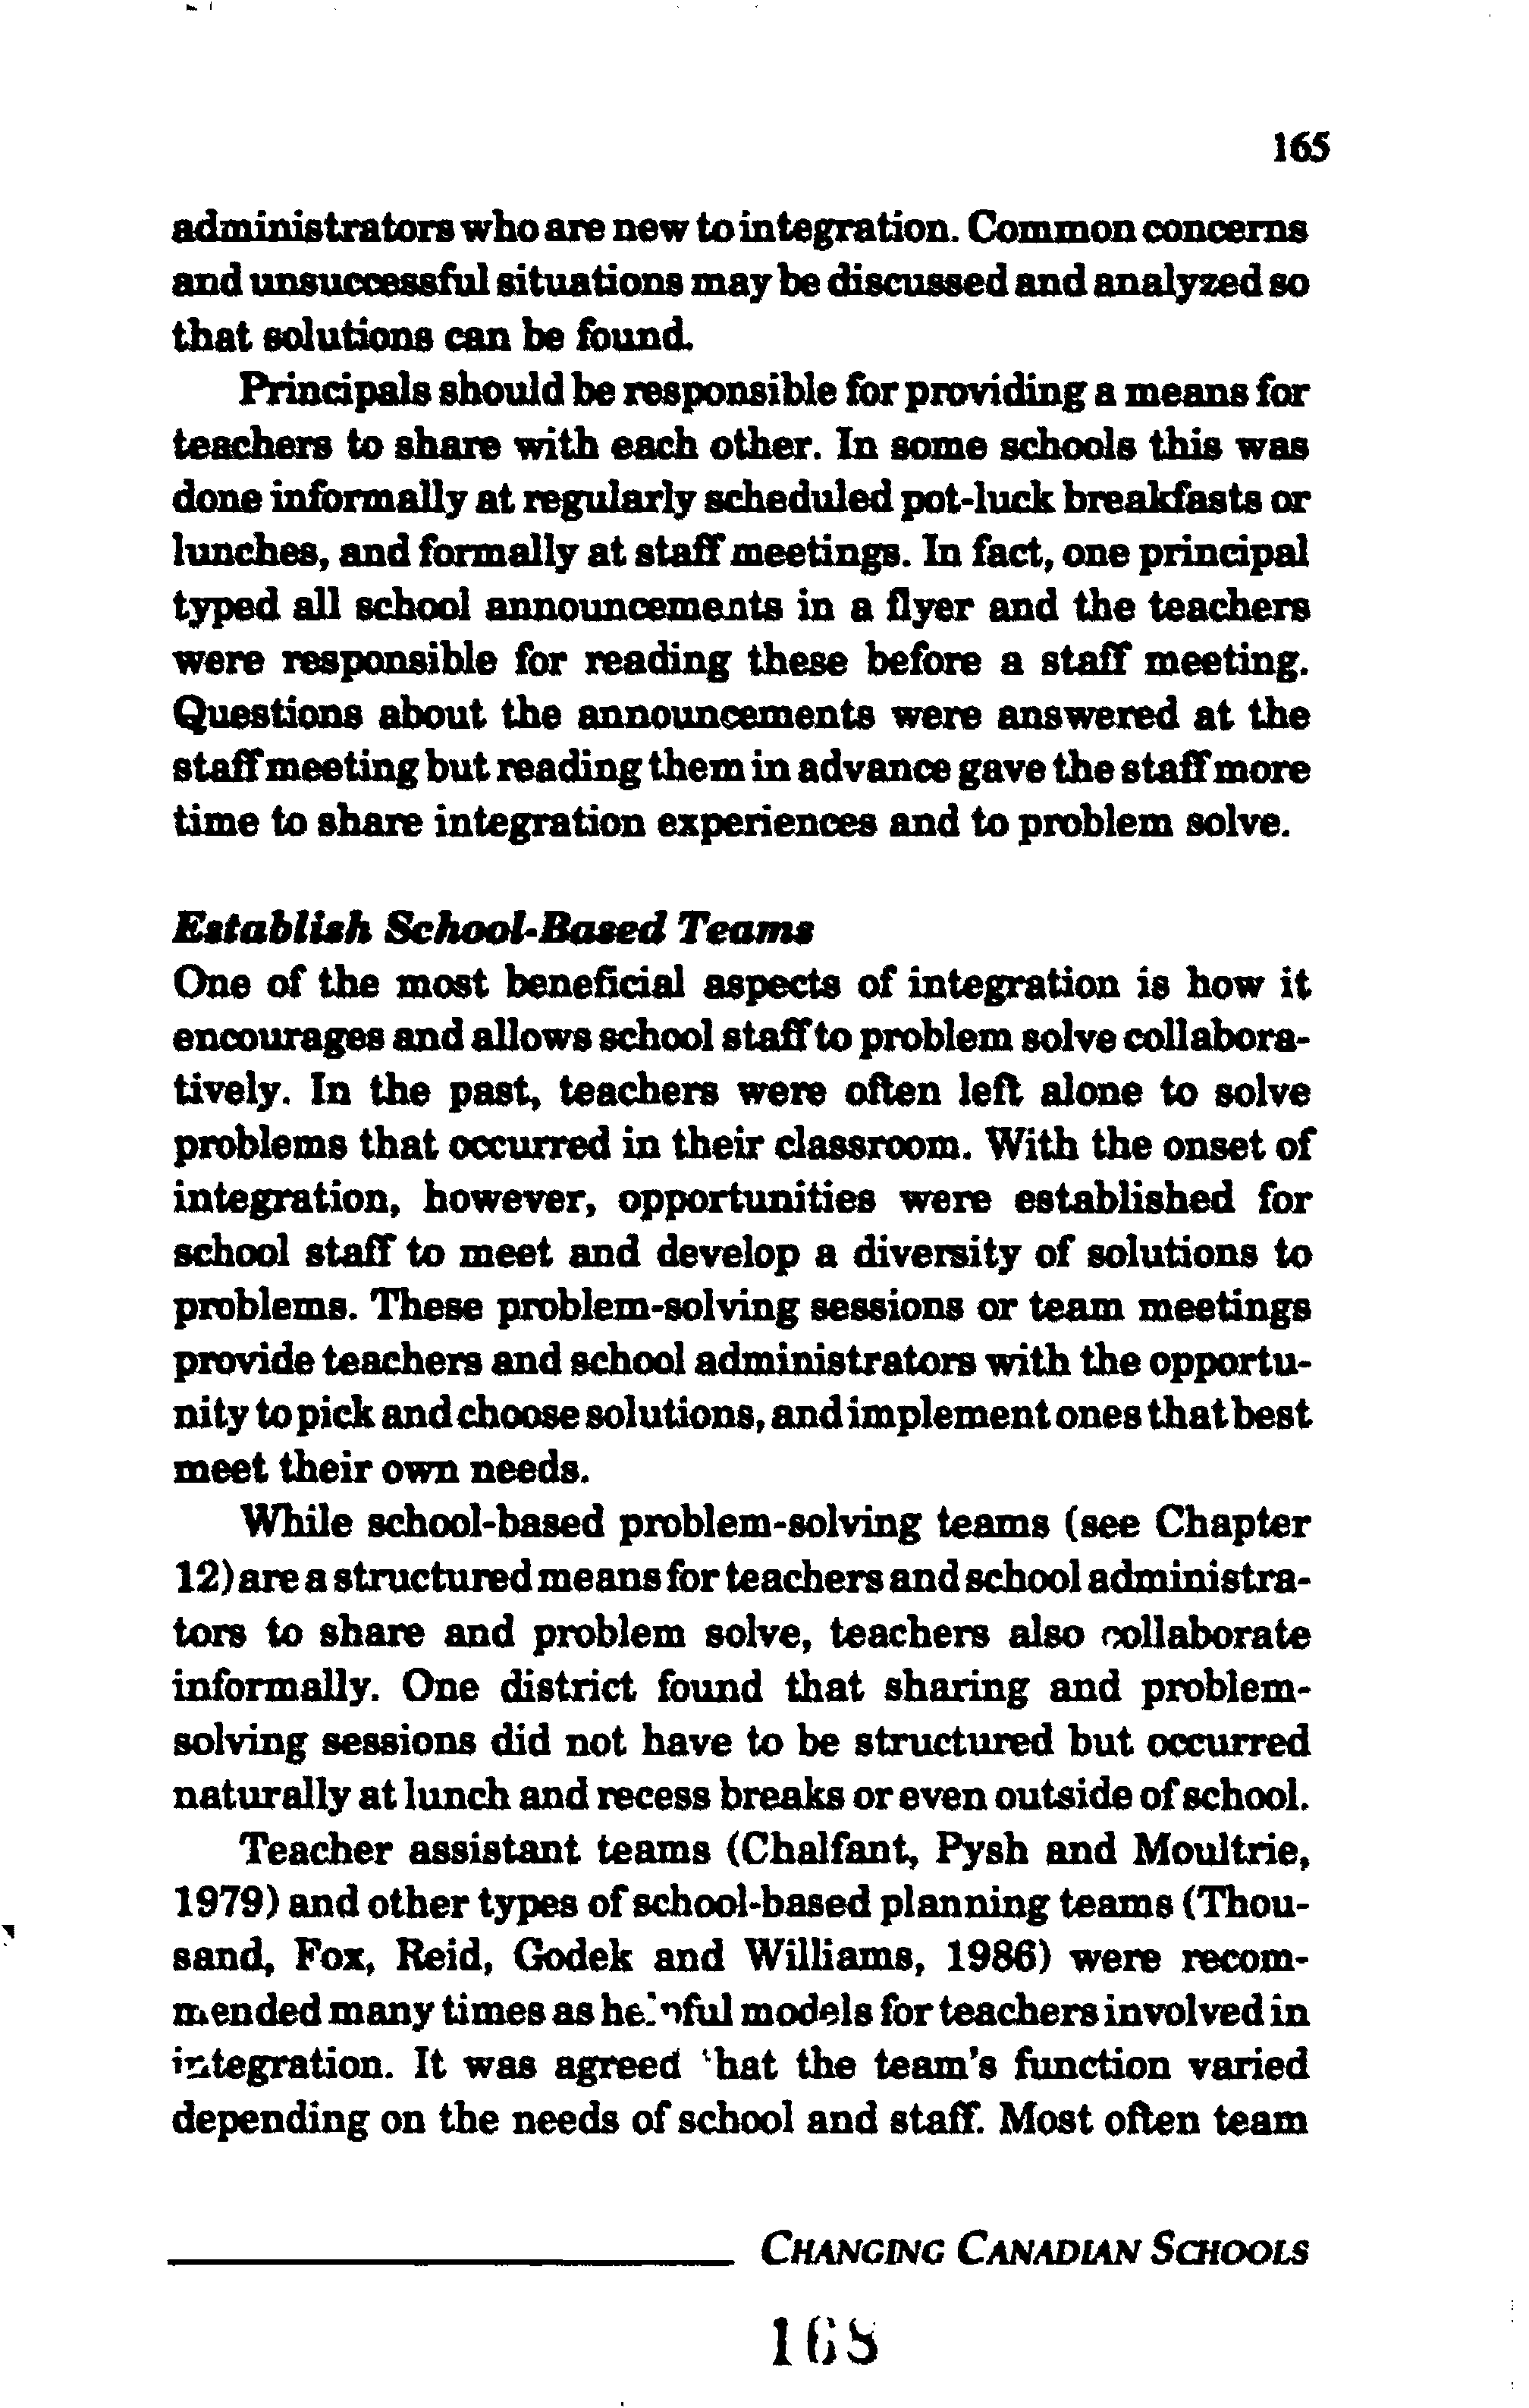 165
administrators who are new to integration. Common concerns
and unsuccessful situations may be discussed and analyzed so
that solutions can be found.
Principals should be responsible for providing a means for
teachers to share with each other. In some schools this was
done informally at regularly scheduled pot-luck breakfasts or
lunches, and formally at staff meetings. In fact, one principal
typed all school announcements in a flyer and the teachers
were responsible for reading these before a staff meeting.
Questions about the announcements were answered at the
staff meeting but reading them in advance gave the staff more
time to share integration experiences and to problem solve.
Establish School-Based Teams
One of the most beneficial aspects of integration is how it
encourages and allows school staff to problem solve collabora-
tively. In the past, teachers were often left alone to solve
problems that occurred in their classroom. With the onset of
integration, however, opportunities were established for
school staff to meet and develop a diversity of solutions to
problems. These problem-solving sessions or team meetings
provide teachers and school administrators with the opportu-
nity to pick and choose solutions, and implement ones that best
meet their own needs.
While school-based problem-solving teams (see Chapter
12) are a structured means for teachers and school administra-
tors to share and problem solve, teachers also collaborate
informally. One district found that sharing and problem-
solving sessions did not have to be structured but occurred
naturally at lunch and recess breaks or even outside of school.
Teacher assistant teams (Chalfant, Pysh and Moultrie,
1979) and other types of school-based planning teams (Thou-
sand, Fox, Reid, Godek and Williams, 1986) were recom-
mended many times as helpful models for teachers involved in
integration. It was agreed that the team's function varied
depending on the needs of school and staff. Most often team
CHANGING CANADIAN SCHOOLS
168